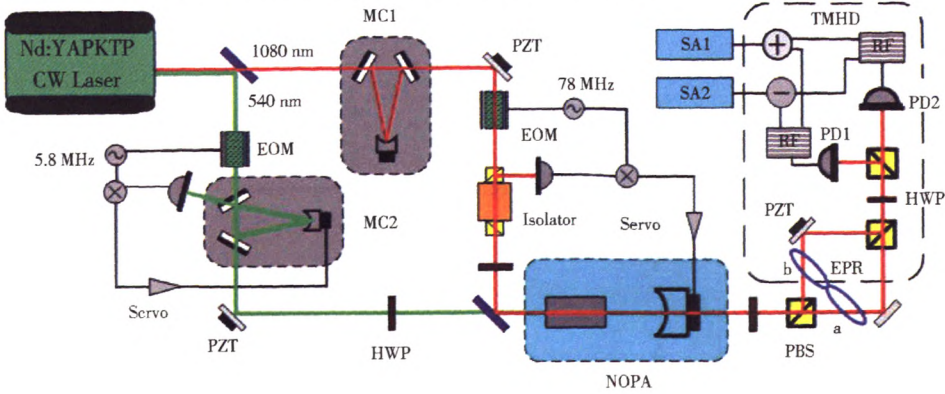 Nd:YAPKTP
CW Laser
1080 nm
540 nm
MC1
PZT
78 MHz
EOM
5.8 MHz
EOM
MC2
Isolator
Servo
Servo
PZT
HWP
NOPA
SA1
SA2
TMHD
RF
RF
PD1
PD2
HWP
PZT
b
EPR
a
PBS